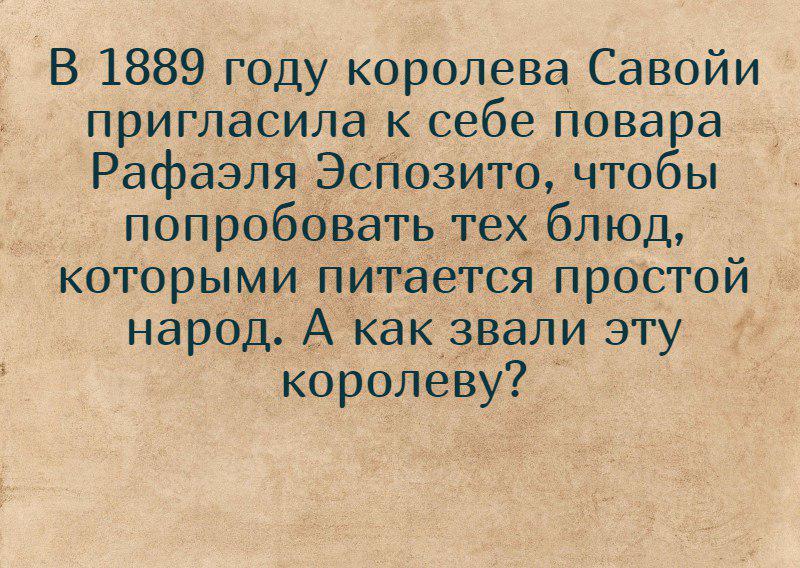 В 1889 году королева Савойи
пригласила к себе повара
Рафаэля Эспозито, чтобы
попробовать тех блюд,
которыми питается простой
народ. А как звали эту
королеву?